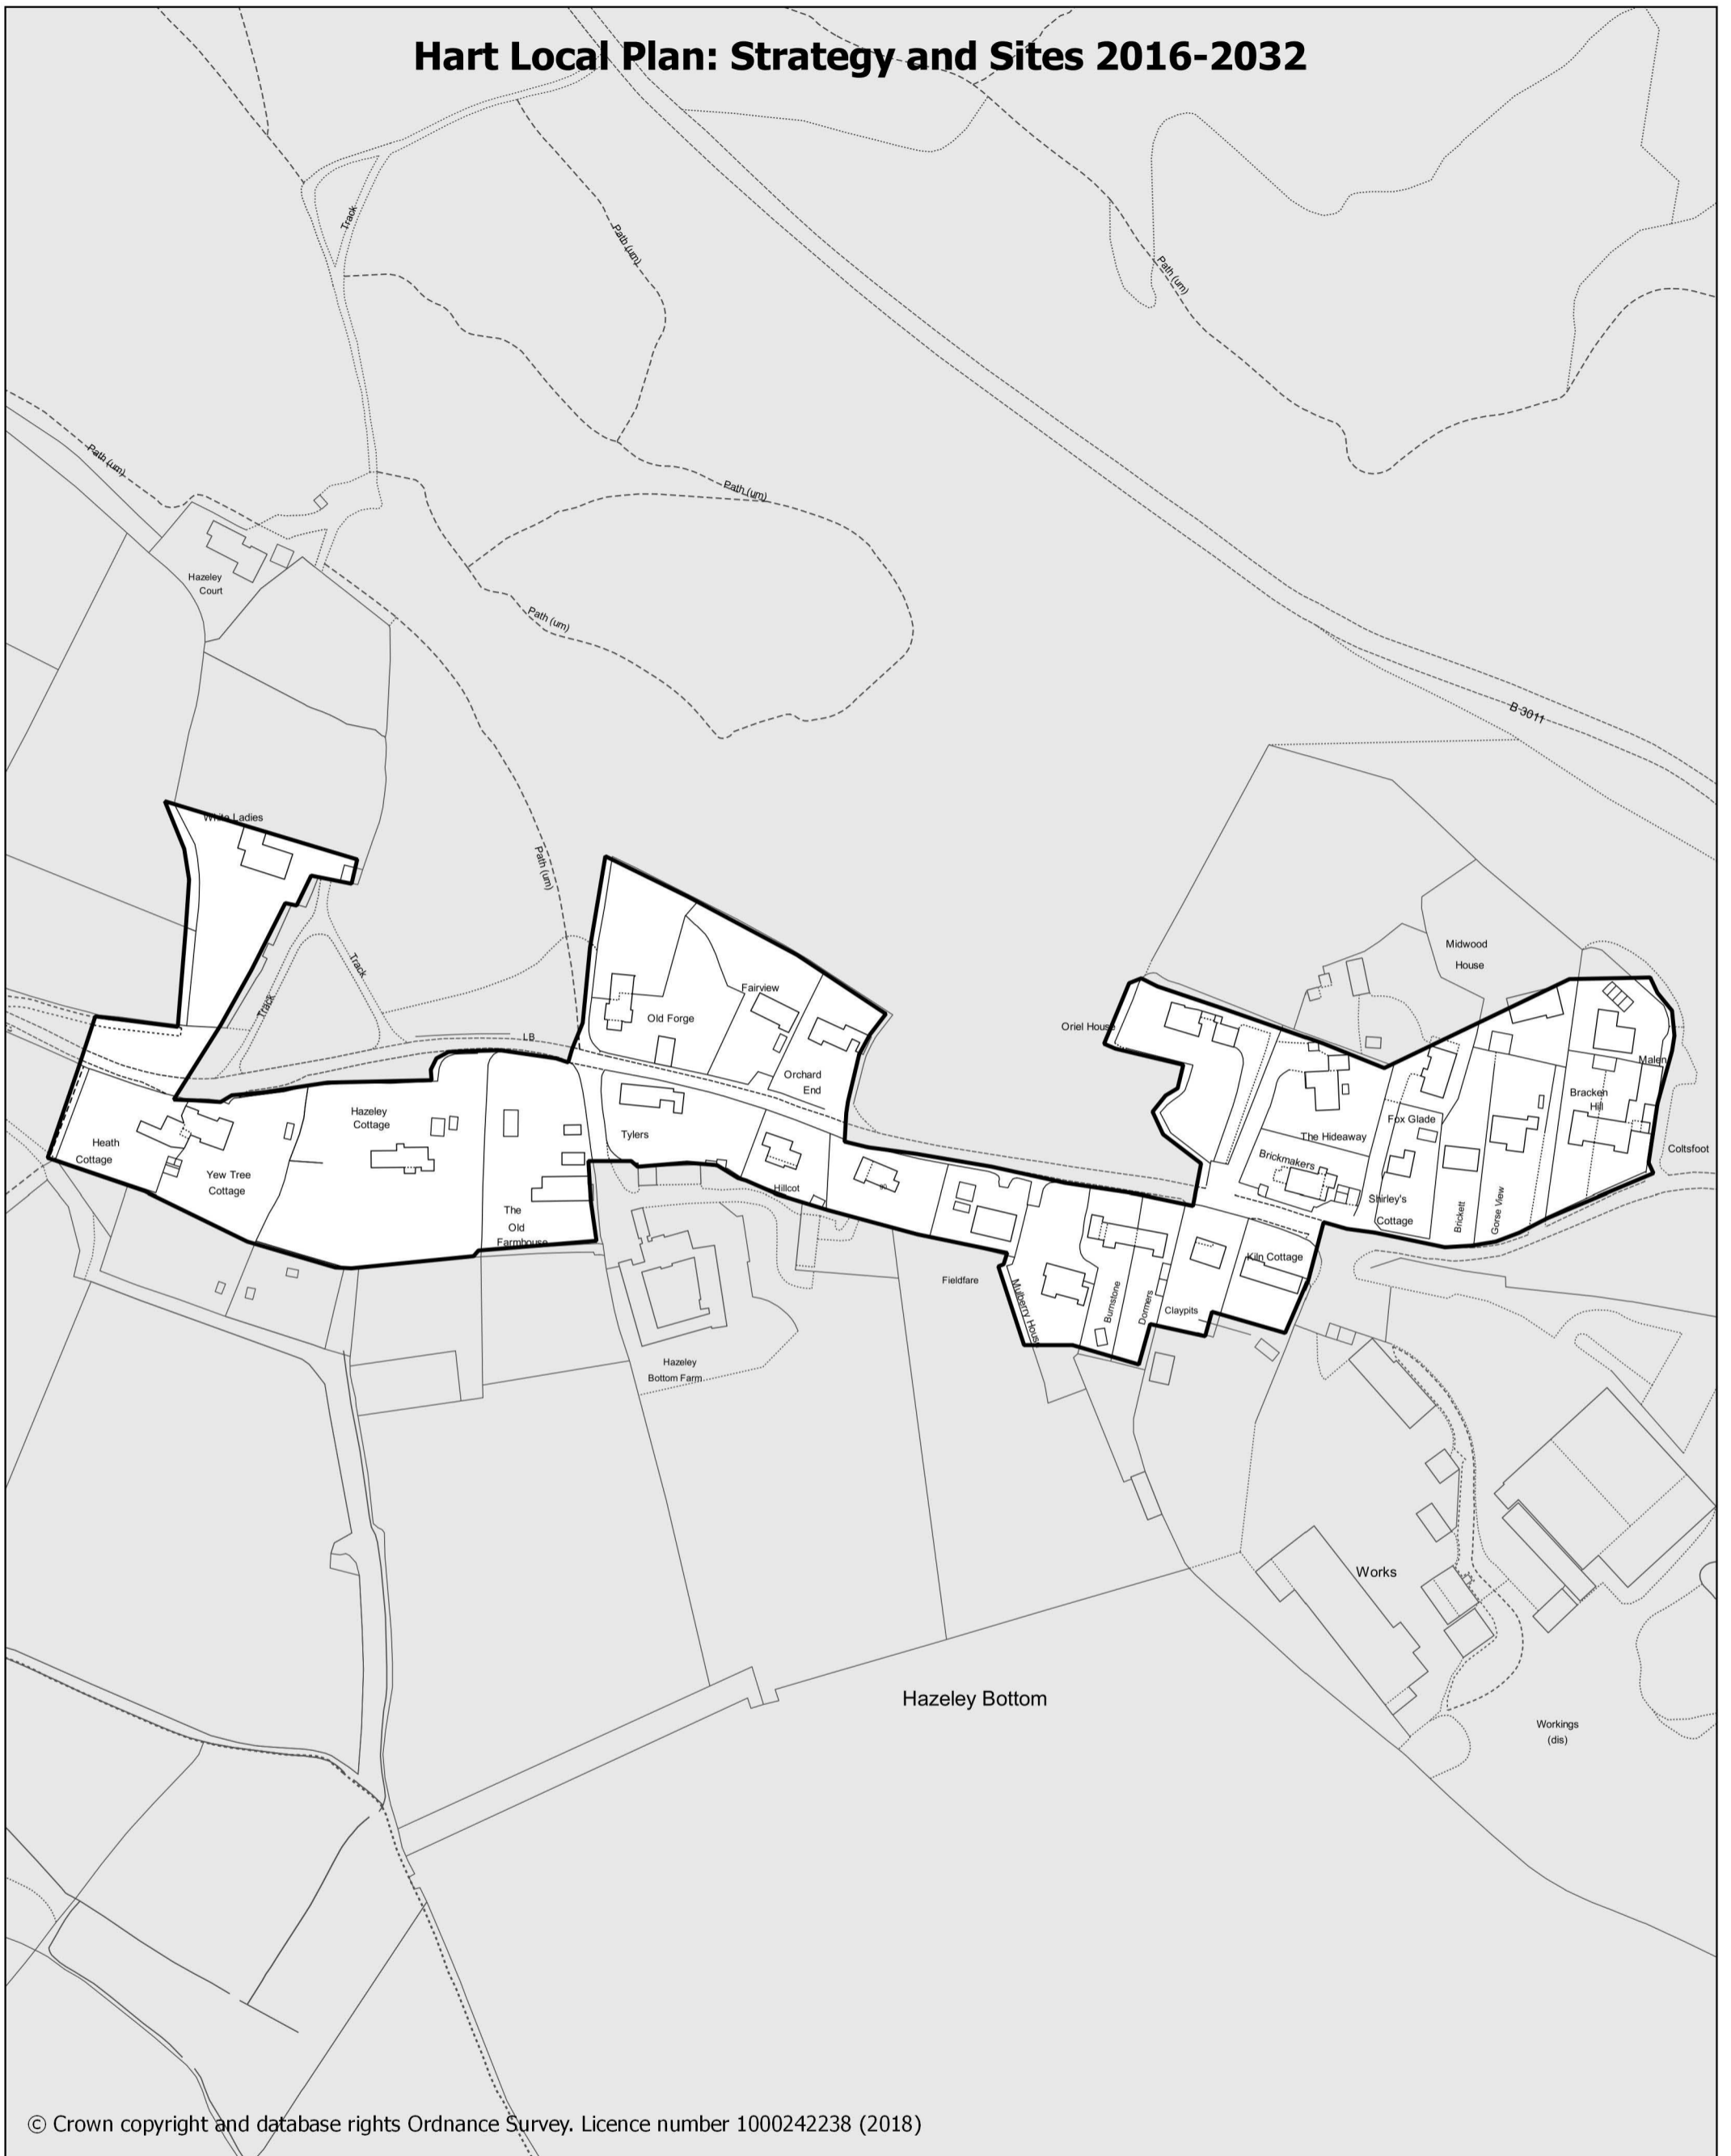 Hart Local Plan: Strategy and Sites 2016-2032
Track
Path (um)
Path (um)
Path (um)
Path (um)
Hazeley
Court
Path (um)
B 3011
White Ladies
Path (um)
Midwood
House
Track
Track
Fairview
Old Forge
Oriel House
LB
Malen
Orchard
End
Bracken
Hill
Hazeley
Cottage
Fox Glade
Tylers
The Hideaway
Heath
Cottage
Coltsfoot
Brickmakers
Yew Tree
Cottage
Hillcot
Shirley's
Cottage
Brickett
Gorse View
The
Old
Farmhouse
Kiln Cottage
Fieldfare
Mulberry House
Burnstone
Dormers
Claypits
Hazeley
Bottom Farm
Works
Hazeley Bottom
Workings
(dis)
© Crown copyright and database rights Ordnance Survey. Licence number 1000242238 (2018)